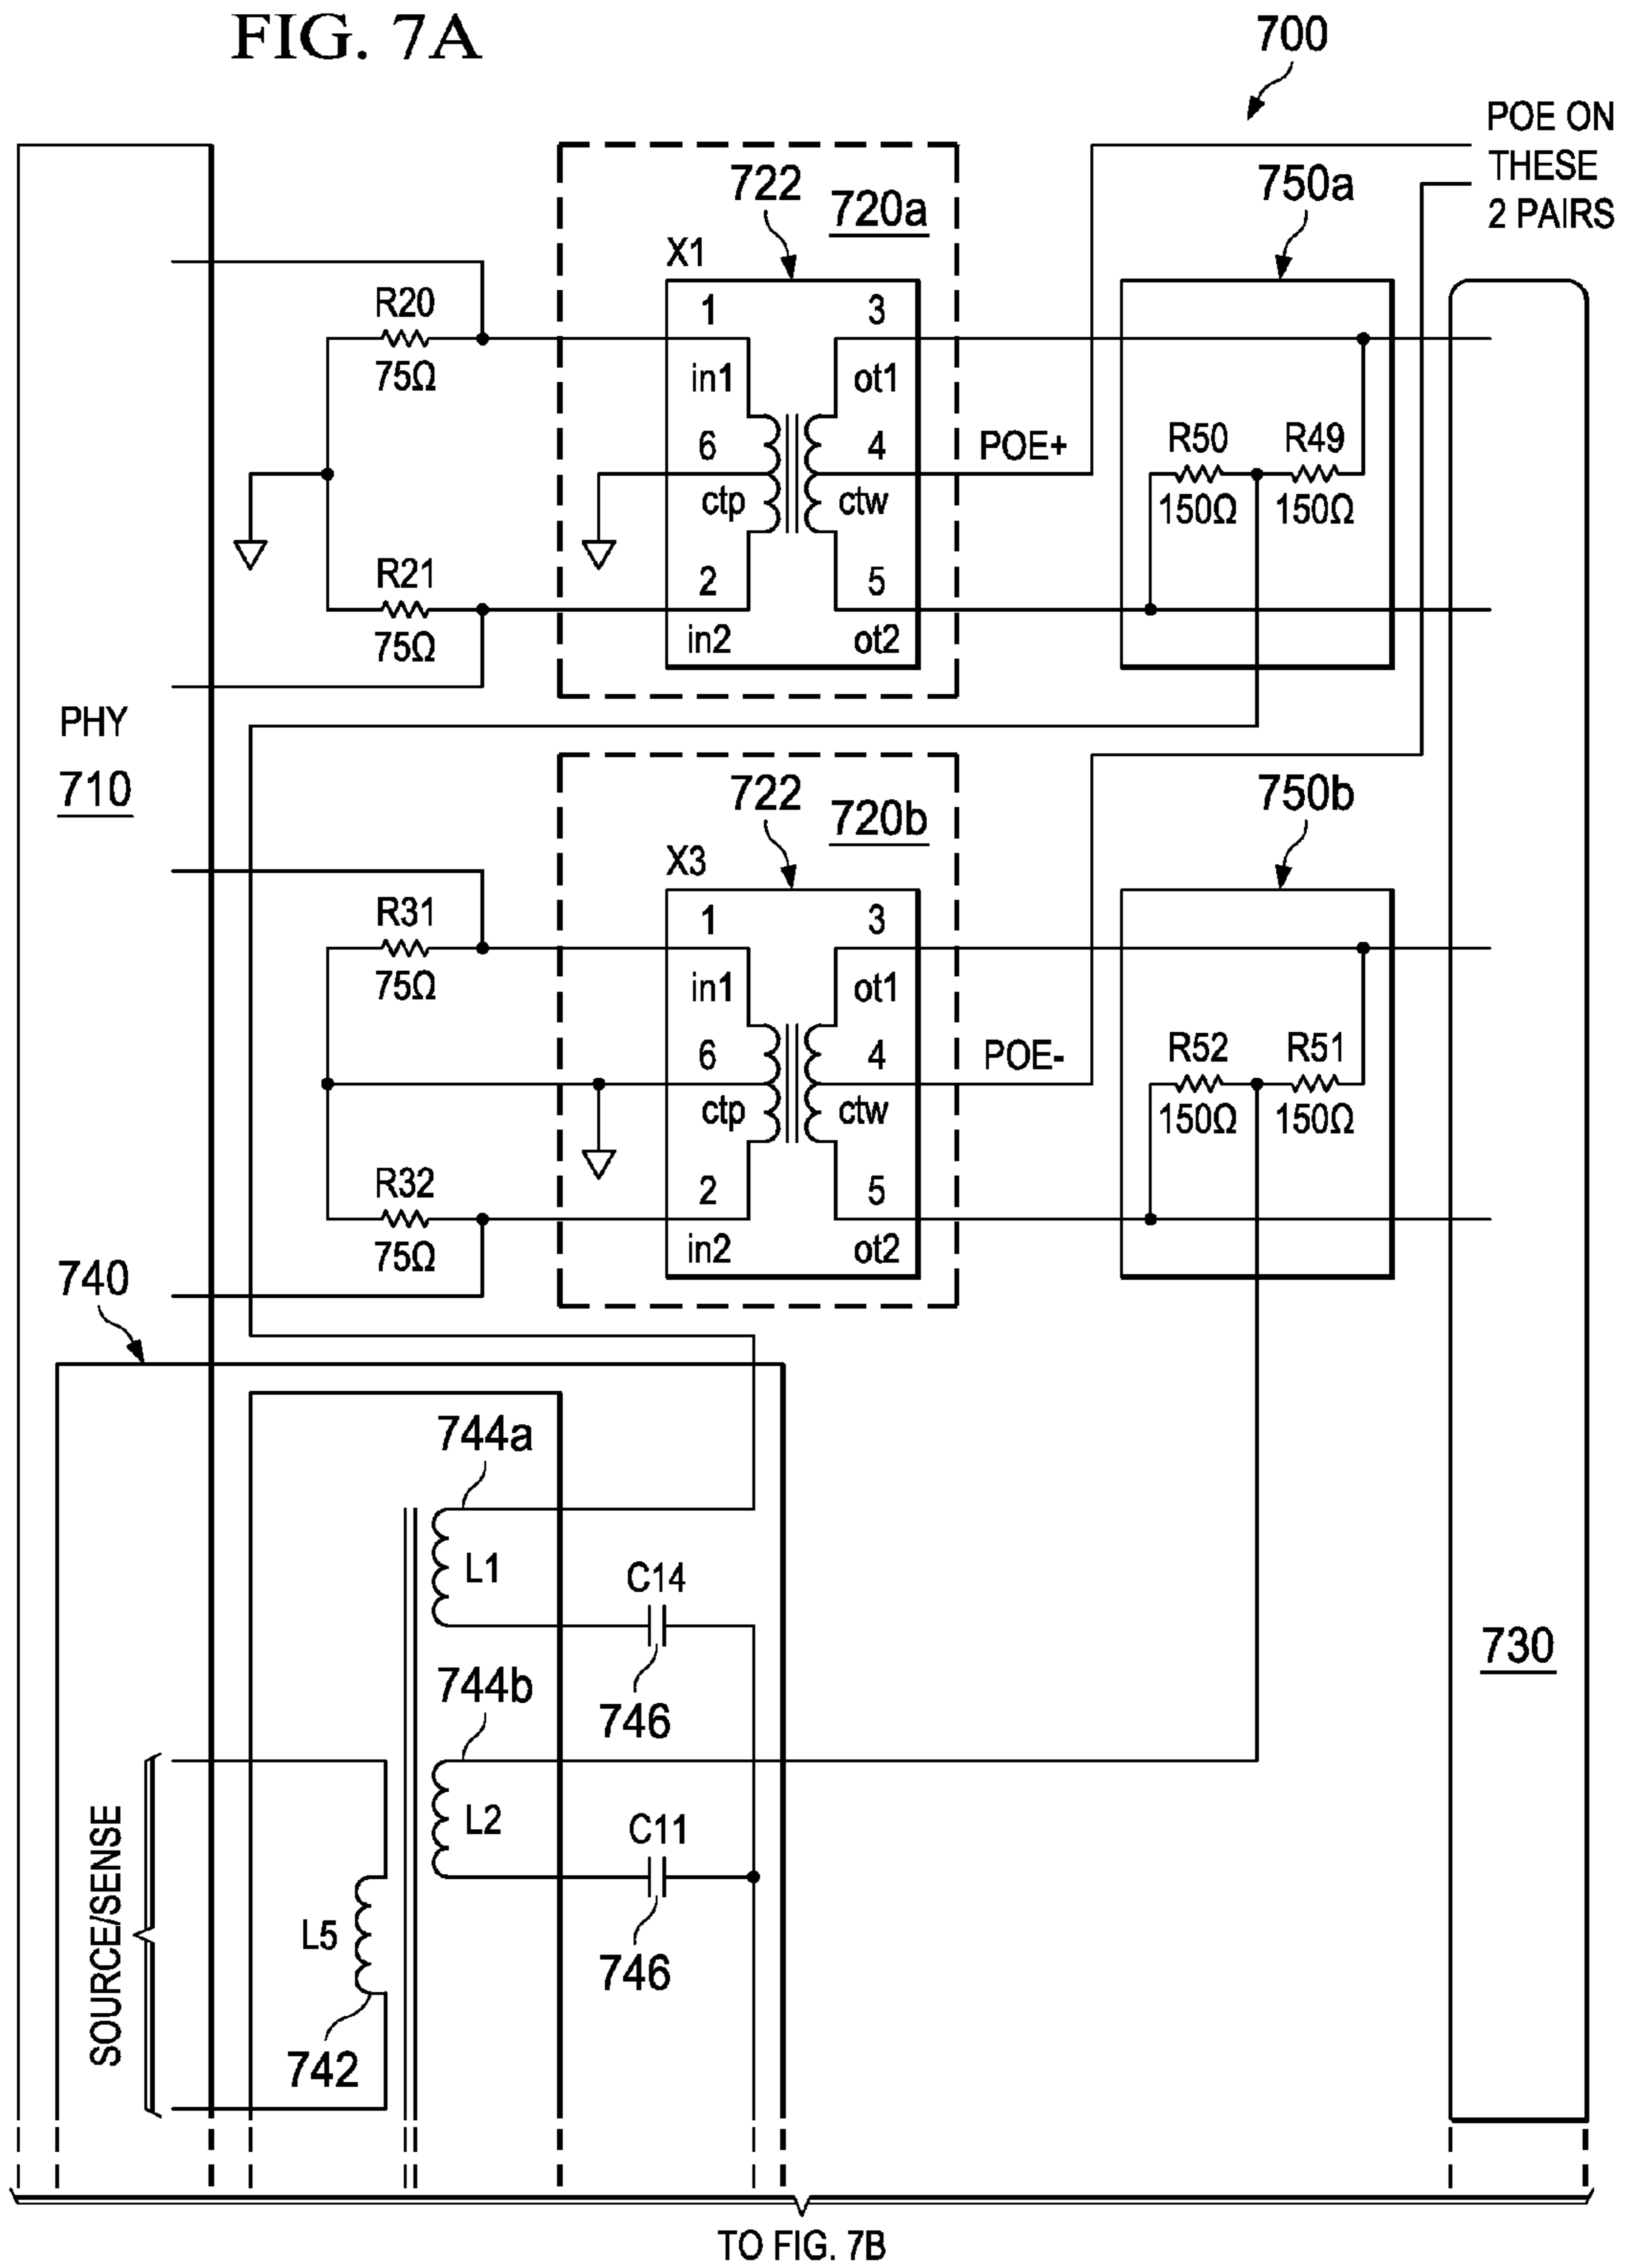 FIG. 7A
700
POE ON
THESE
2 PAIRS
722
720a
750a
X1
R20
75Ω
1
in1
6
ctp
2
in2
3
ot1
4
ctw
5
ot2
POE+
R50
150Ω
R49
150Ω
R21
75Ω
PHY
710
722
720b
750b
X3
R31
75Ω
1
in1
6
ctp
2
in2
3
ot1
4
ctw
5
ot2
POE-
R52
150Ω
R51
150Ω
R32
75Ω
740
744a
L1
C14
746
744b
L2
C11
746
730
SOURCE/SENSE
L5
742
TO FIG. 7B